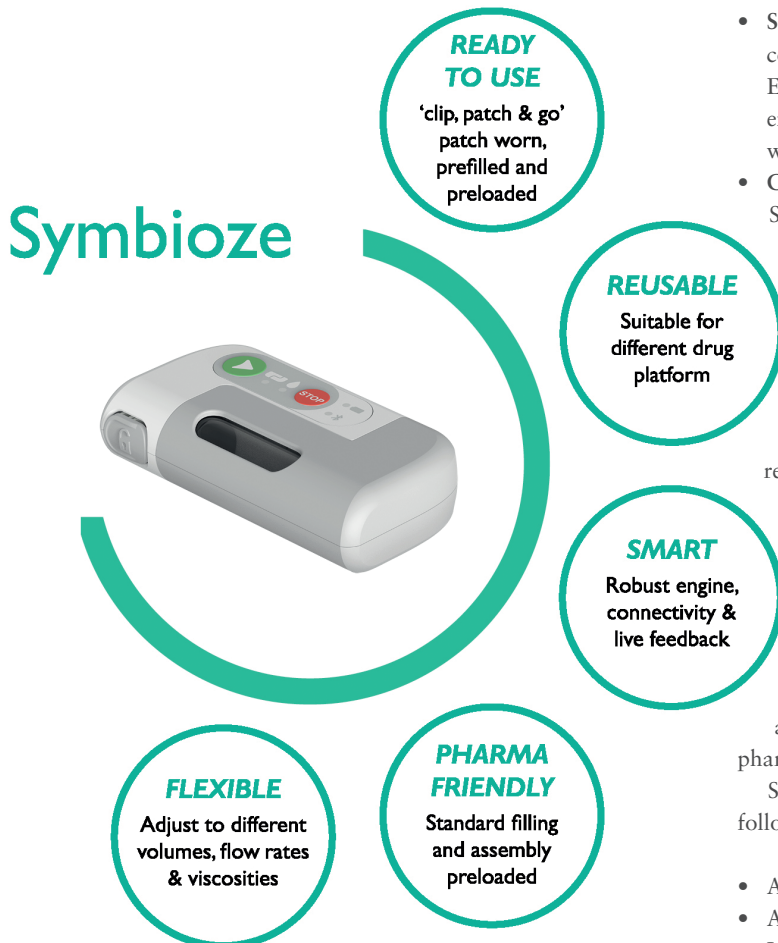 Symbioze
READY
TO USE
‘clip, patch & go’
patch worn,
prefilled and
preloaded
REUSABLE
Suitable for
different drug
platform
SMART
Robust engine,
connectivity &
live feedback
PHARMA
FRIENDLY
Standard filling
and assembly
preloaded
FLEXIBLE
Adjust to different
volumes, flow rates
& viscosities
STOP